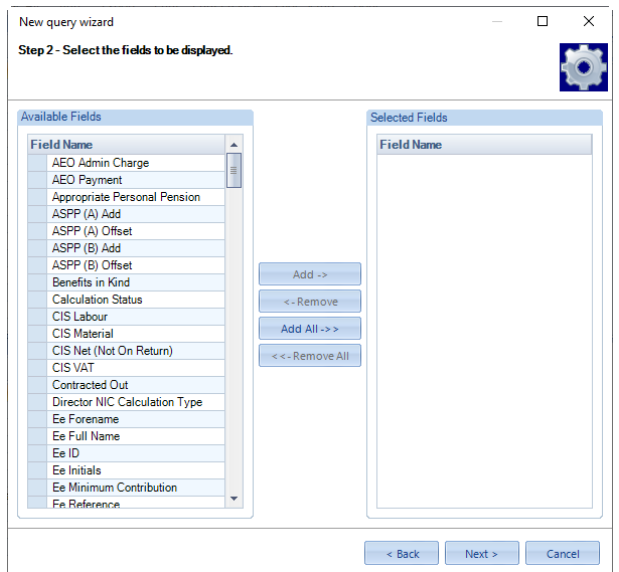 New query wizard
Step 2 - Select the fields to be displayed.
Available Fields
Field Name
AEO Admin Charge
AEO Payment
Appropriate Personal Pension
ASPP (A) Add
ASPP (A) Offset
ASPP (B) Add
ASPP (B) Offset
Benefits in Kind
Calculation Status
CIS Labour
CIS Material
CIS Net (Not On Return)
CIS VAT
Contracted Out
Director NIC Calculation Type
Ee Forename
Ee Full Name
Ee ID
Ee Initials
Ee Minimum Contribution
Ee Reference
Add ->
<- Remove
Add All ->>
<<- Remove All
Selected Fields
Field Name
< Back Next > Cancel